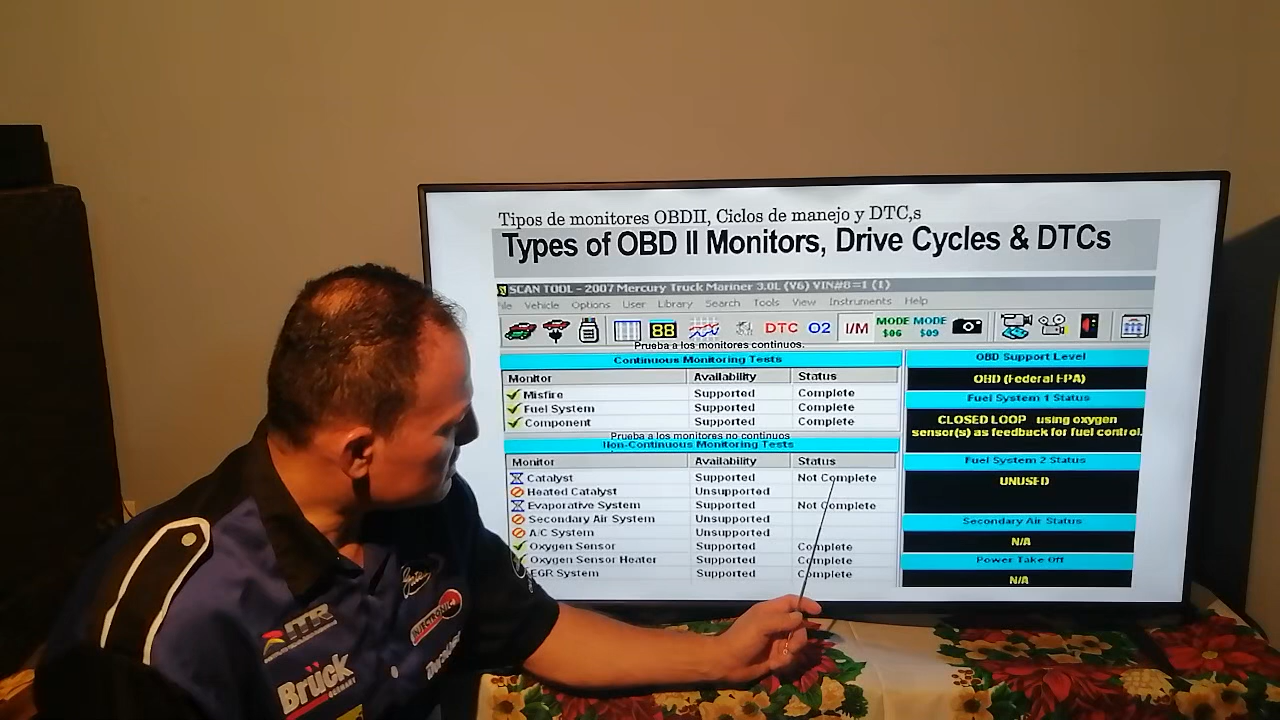 Tipos de monitores OBDII, Ciclos de manejo y DTC,s
Types of OBD II Monitors, Drive Cycles & DTCs
SCAN TOOL - 2007 Mercury Truck Mariner 3.0L (V6) VIN#8=1 (1)
Vehicle Options User Library Search Tools View Instruments Help
88 DTC O2 I/M MODE $06 MODE $09
Prueba a los monitores continuos.
Continuous Monitoring Tests
Monitor Availability Status
Misfire Supported Complete
Fuel System Supported Complete
Component Supported Complete
Prueba a los monitores no continuos
Non-Continuous Monitoring Tests
Monitor Availability Status
Catalyst Supported Not Complete
Heated Catalyst Unsupported
Evaporative System Supported Not Complete
Secondary Air System Unsupported
A/C System Unsupported
Oxygen Sensor Supported Complete
Oxygen Sensor Heater Supported Complete
EGR System Supported Complete
OBD Support Level
OBD (Federal EPA)
Fuel System 1 Status
CLOSED LOOP using oxygen
sensor(s) as feedback for fuel control.
Fuel System 2 Status
UNUSED
Secondary Air Status
N/A
Power Take Off
N/A
INJECTRONIC
Brück
GERMANY